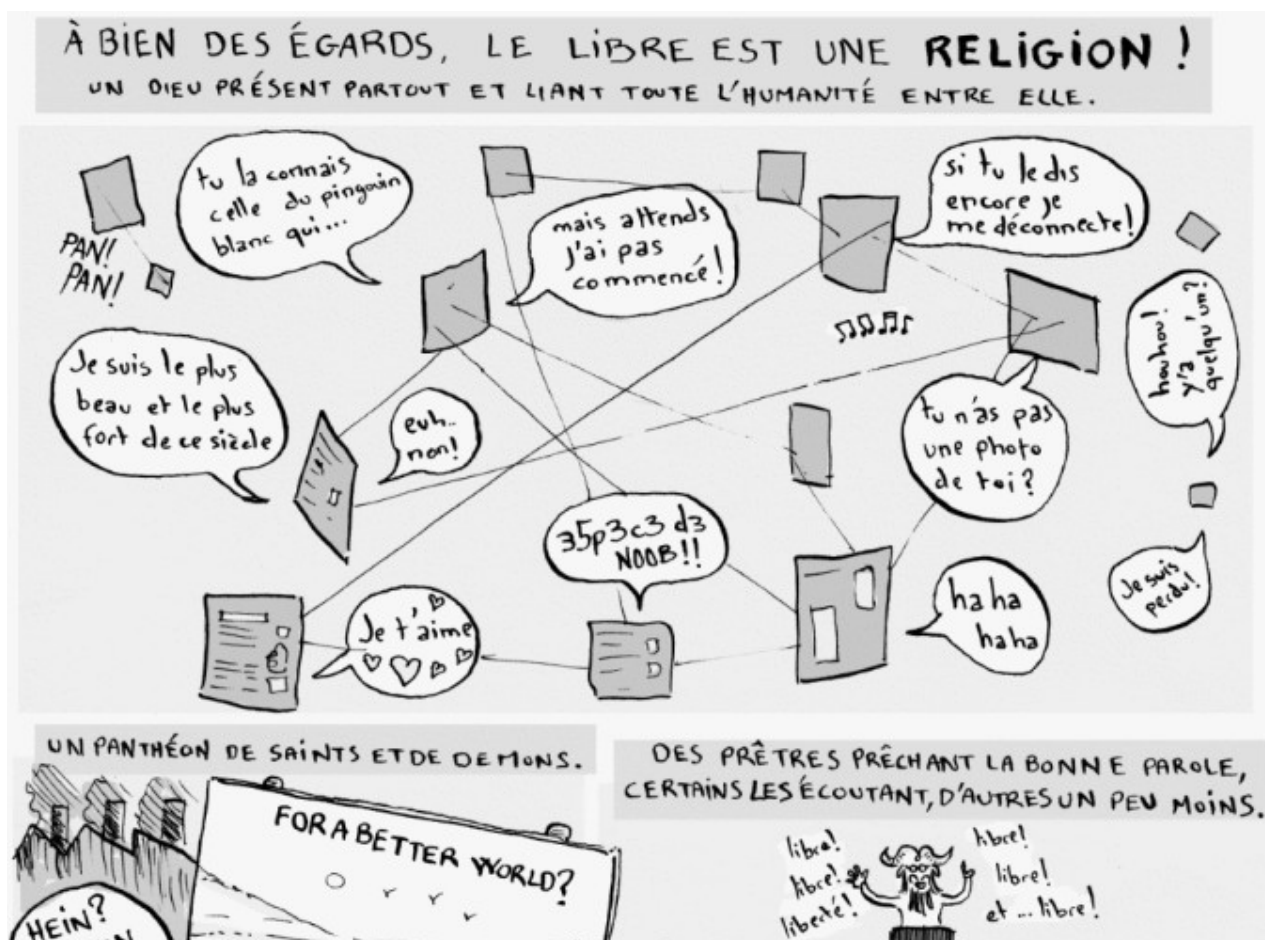 À BIEN DES ÉGARDS, LE LIBRE EST UNE RELIGION !
UN DIEU PRÉSENT PARTOUT ET LIANT TOUTE L'HUMANITÉ ENTRE ELLE.
tu la connais
celle du pingouin
blanc qui...
mais attends
j'ai pas
commencé!
si tu le dis
encore je
me déconnecte!
PAN!
PAN!
houhou!
y'a
quelqu'un?
Je suis le plus
beau et le plus
fort de ce siècle
euh..
non!
tu n'as pas
une photo
de toi?
35p3c3 d3
NOOB!!
Je suis
perdu!
Je t'aime
ha ha
ha ha
UN PANTHÉON DE SAINTS ET DE DEMONS.
DES PRÊTRES PRÊCHANT LA BONNE PAROLE,
CERTAINS LES ÉCOUTANT, D'AUTRES UN PEU MOINS.
FOR A BETTER WORLD?
HEIN?
libre!
libre!
liberté!
libre!
libre!
et ... libre!